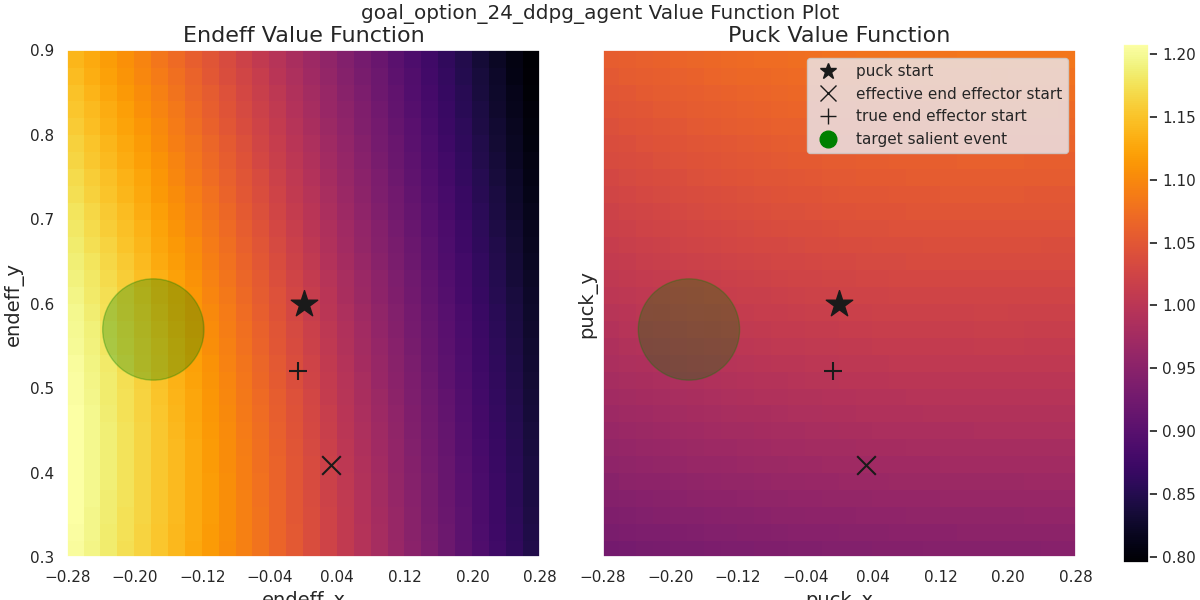 goal_option_24_ddpg_agent Value Function Plot
Endeff Value Function
Puck Value Function
0.9
0.8
0.7
0.6
0.5
0.4
0.3
endeff_y
−0.28 −0.20 −0.12 −0.04 0.04 0.12 0.20 0.28
endeff_x
puck_y
puck start
effective end effector start
true end effector start
target salient event
−0.28 −0.20 −0.12 −0.04 0.04 0.12 0.20 0.28
puck_x
1.20
1.15
1.10
1.05
1.00
0.95
0.90
0.85
0.80